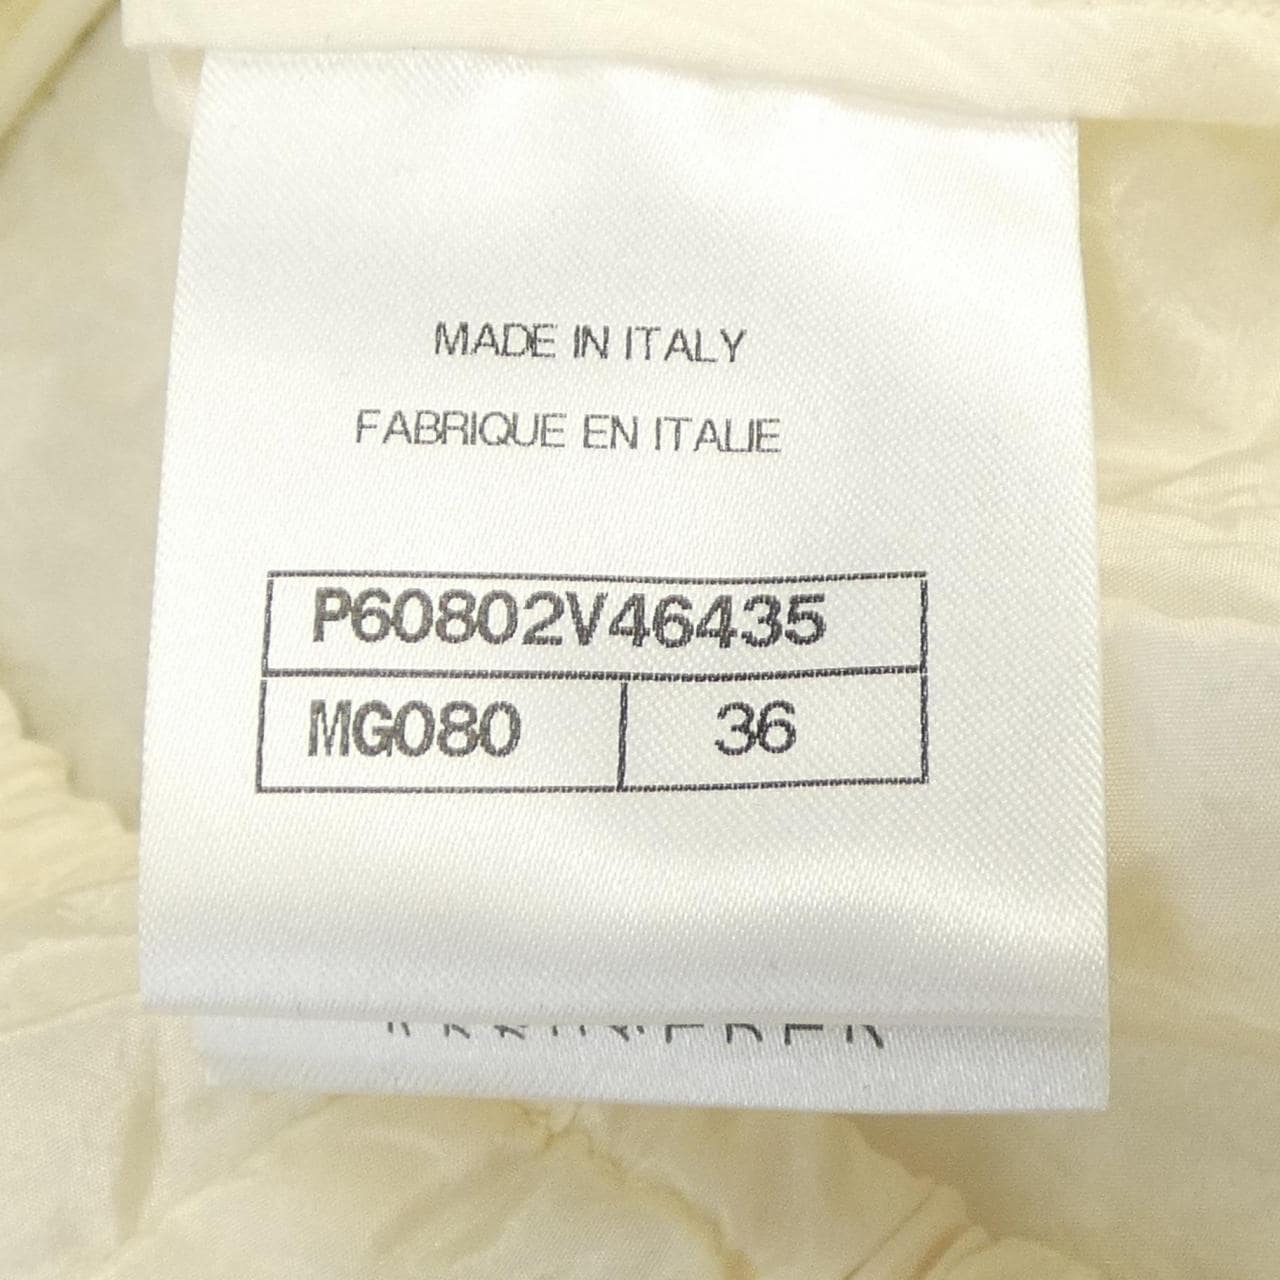 MADE IN ITALY
FABRIQUE EN ITALIE
P60802V46435
MG080 36